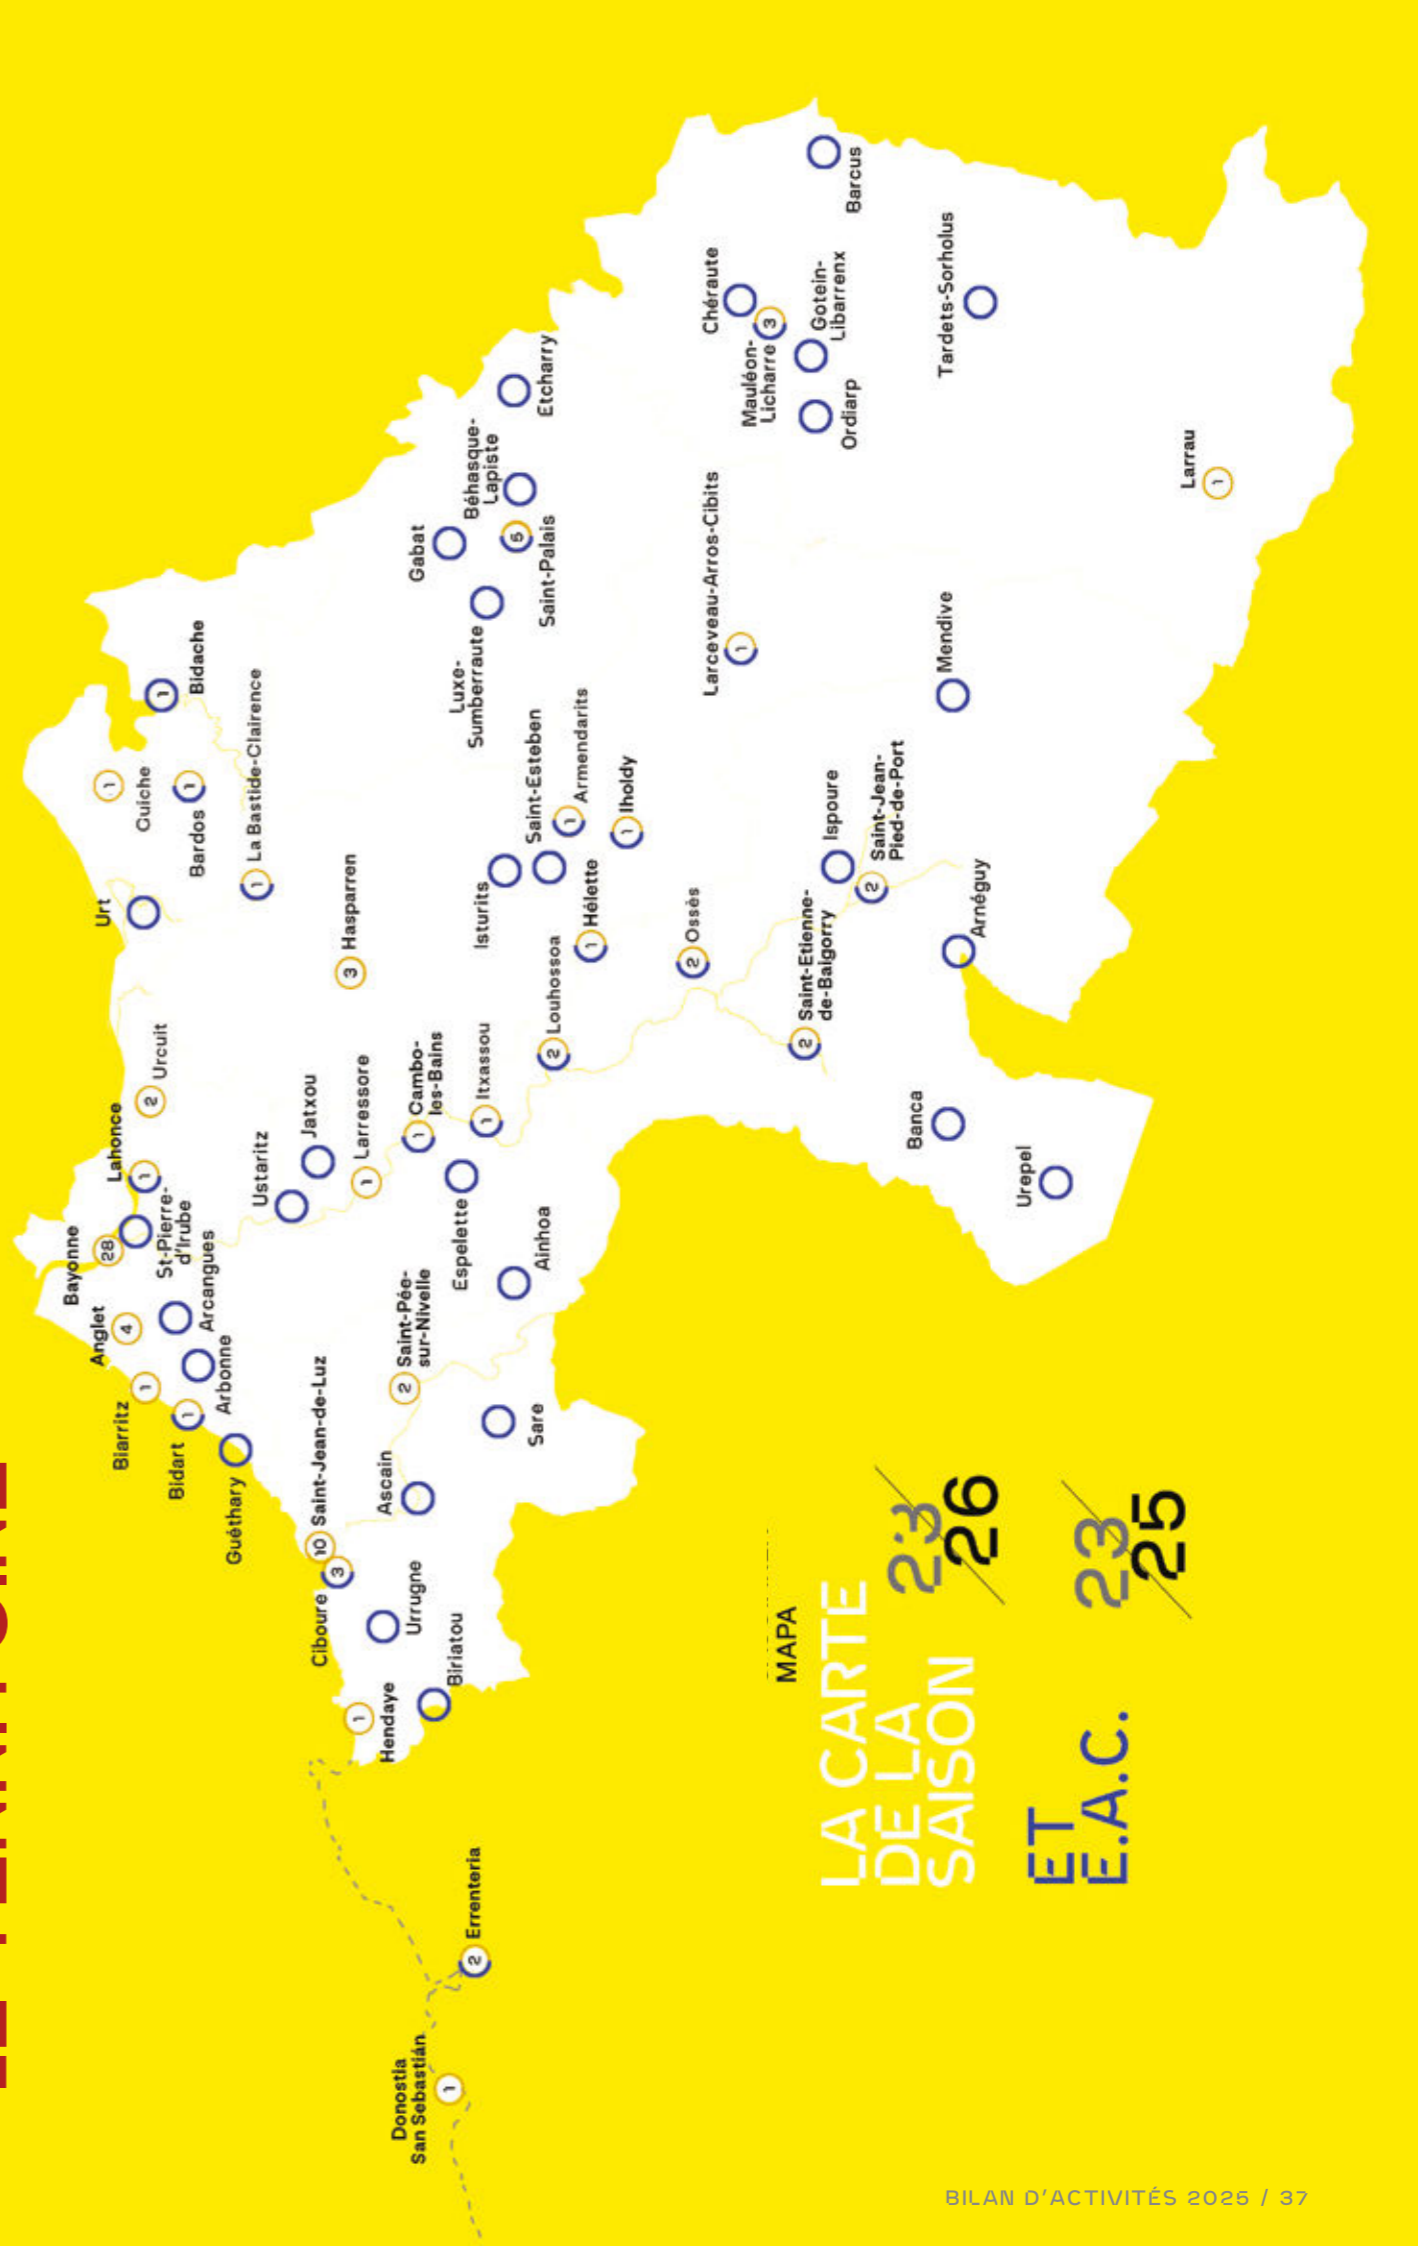 LE TERRITOIRE
Bayonne
28
Anglet
4
Biarritz
1
Bidart
1
Guéthary
Arbonne
Arcangues
St-Pierre-
d'Irube
Lahonce
1
Urcuit
2
Urt
Guiche
1
Bardos
1
Bidache
1
La Bastide-Clairence
1
Hasparren
3
Ustaritz
Jatxou
Larressore
1
Cambo-
les-Bains
1
Itxassou
1
Espelette
Ainhoa
Louhossoa
2
Saint-Pée-
sur-Nivelle
2
Sare
Ascain
Saint-Jean-de-Luz
10
Ciboure
3
Urrugne
Biriatou
Hendaye
1
Errenteria
2
Donostia
San Sebastián
1
Isturits
Saint-Esteben
Armendarits
1
Hélette
1
Iholdy
1
Ossès
2
Luxe-
Sumberraute
Gabat
Béhasque-
Lapiste
Saint-Palais
5
Etcharry
Larceveau-Arros-Cibits
1
Chéraute
Mauléon-
Licharre
3
Gotein-
Libarrenx
Ordiarp
Barcus
Tardets-Sorholus
Larrau
1
Mendive
Ispoure
Saint-Jean-
Pied-de-Port
2
Saint-Etienne-
de-Baigorry
2
Arnéguy
Banca
Urepel
MAPA
LA CARTE
DE LA
SAISON
23
26
ET
E.A.C.
23
25
BILAN D'ACTIVITÉS 2025 / 37